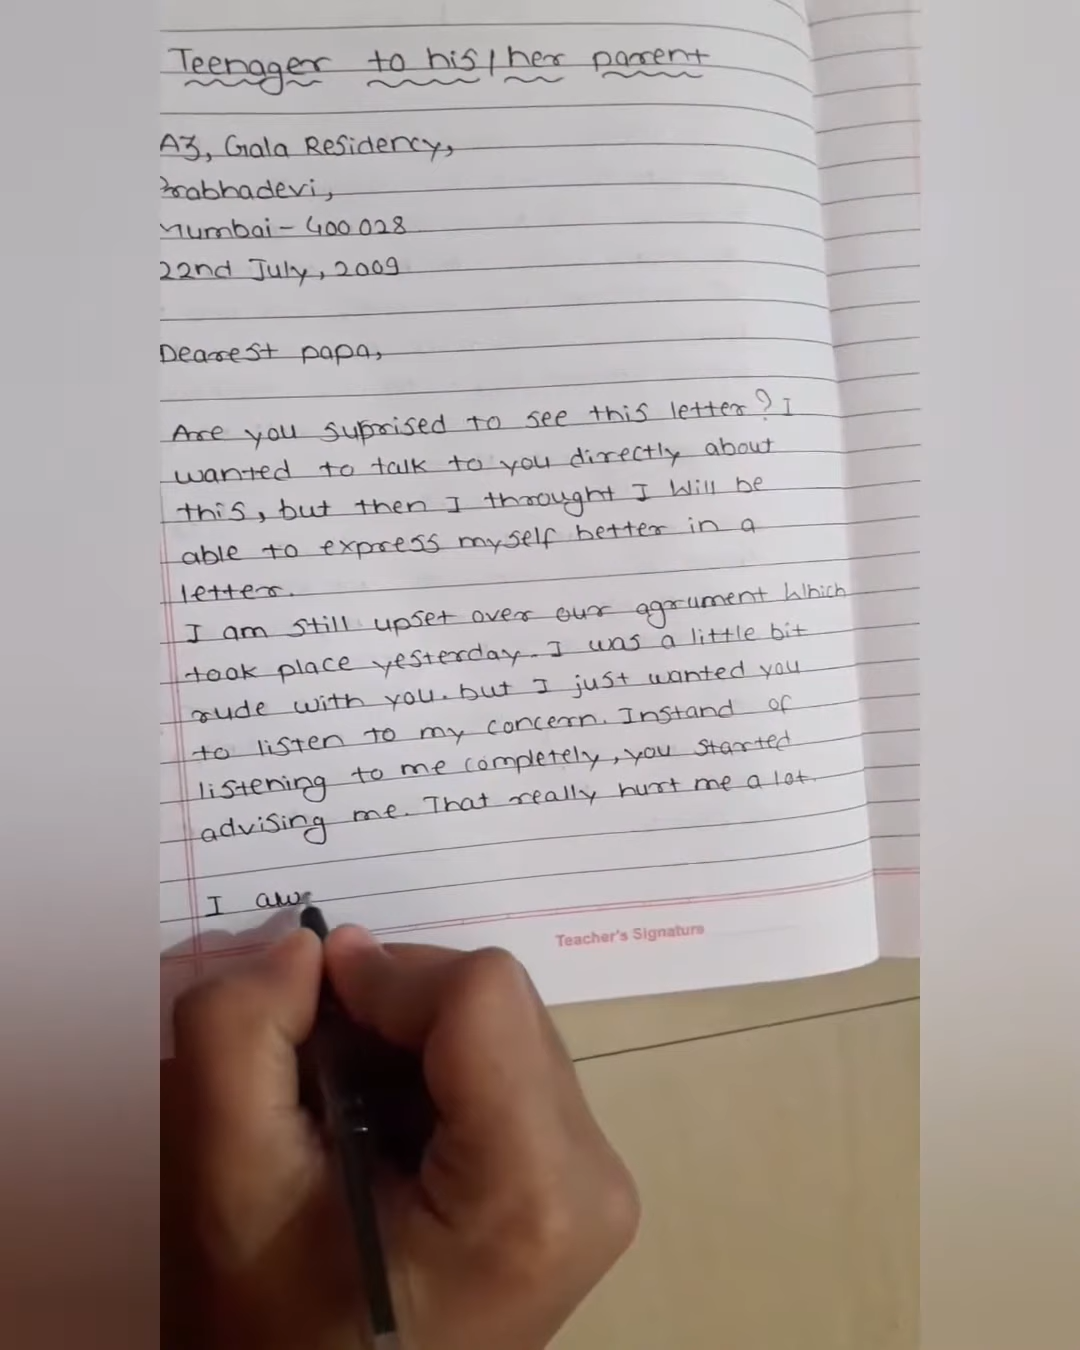 Teenager to his/her parent
A3, Gala Residency,
Prabhadevi,
Mumbai - 400 028
22nd July, 2009
Dearest papa,
Are you suprised to see this letter? I
wanted to talk to you directly about
this, but then I throught I Will be
able to express myself better in a
letter.
I am still upset over our agrument Which
took place yesterday. I was a little bit
rude with you. but I just wanted you
to listen to my concern. Instand of
listening to me completely, you started
advising me. That really hurt me a lot.
I aw
Teacher's Signature